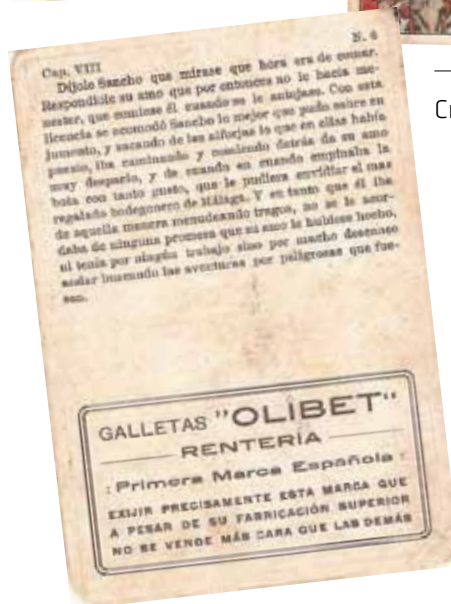 Cap. VIII N. 6
Díjole Sancho que mirase que hora era de comer.
Respondióle su amo que por entonces no le hacía me-
nester, que comiese él cuando se le antojase. Con esta
licencia se acomodó Sancho lo mejor que pudo sobre su
jumento, y sacando de las alforjas lo que en ellas había
puesto, iba caminando y comiendo detrás de su amo
muy despacio, y de cuando en cuando empinaba la
bota con tanto gusto, que le pudiera envidiar el mas
regalado bodegonero de Málaga. Y en tanto que él iba
de aquella manera menudeando tragos, no se le acor-
daba de ninguna promesa que su amo le hubiese hecho,
ni tenía por ningún trabajo sino por mucho descanso
andar buscando las aventuras por peligrosas que fue-
sen.
GALLETAS "OLIBET"
RENTERÍA
: Primera Marca Española :
EXIJIR PRECISAMENTE ESTA MARCA QUE
A PESAR DE SU FABRICACIÓN SUPERIOR
NO SE VENDE MÁS CARA QUE LAS DEMÁS